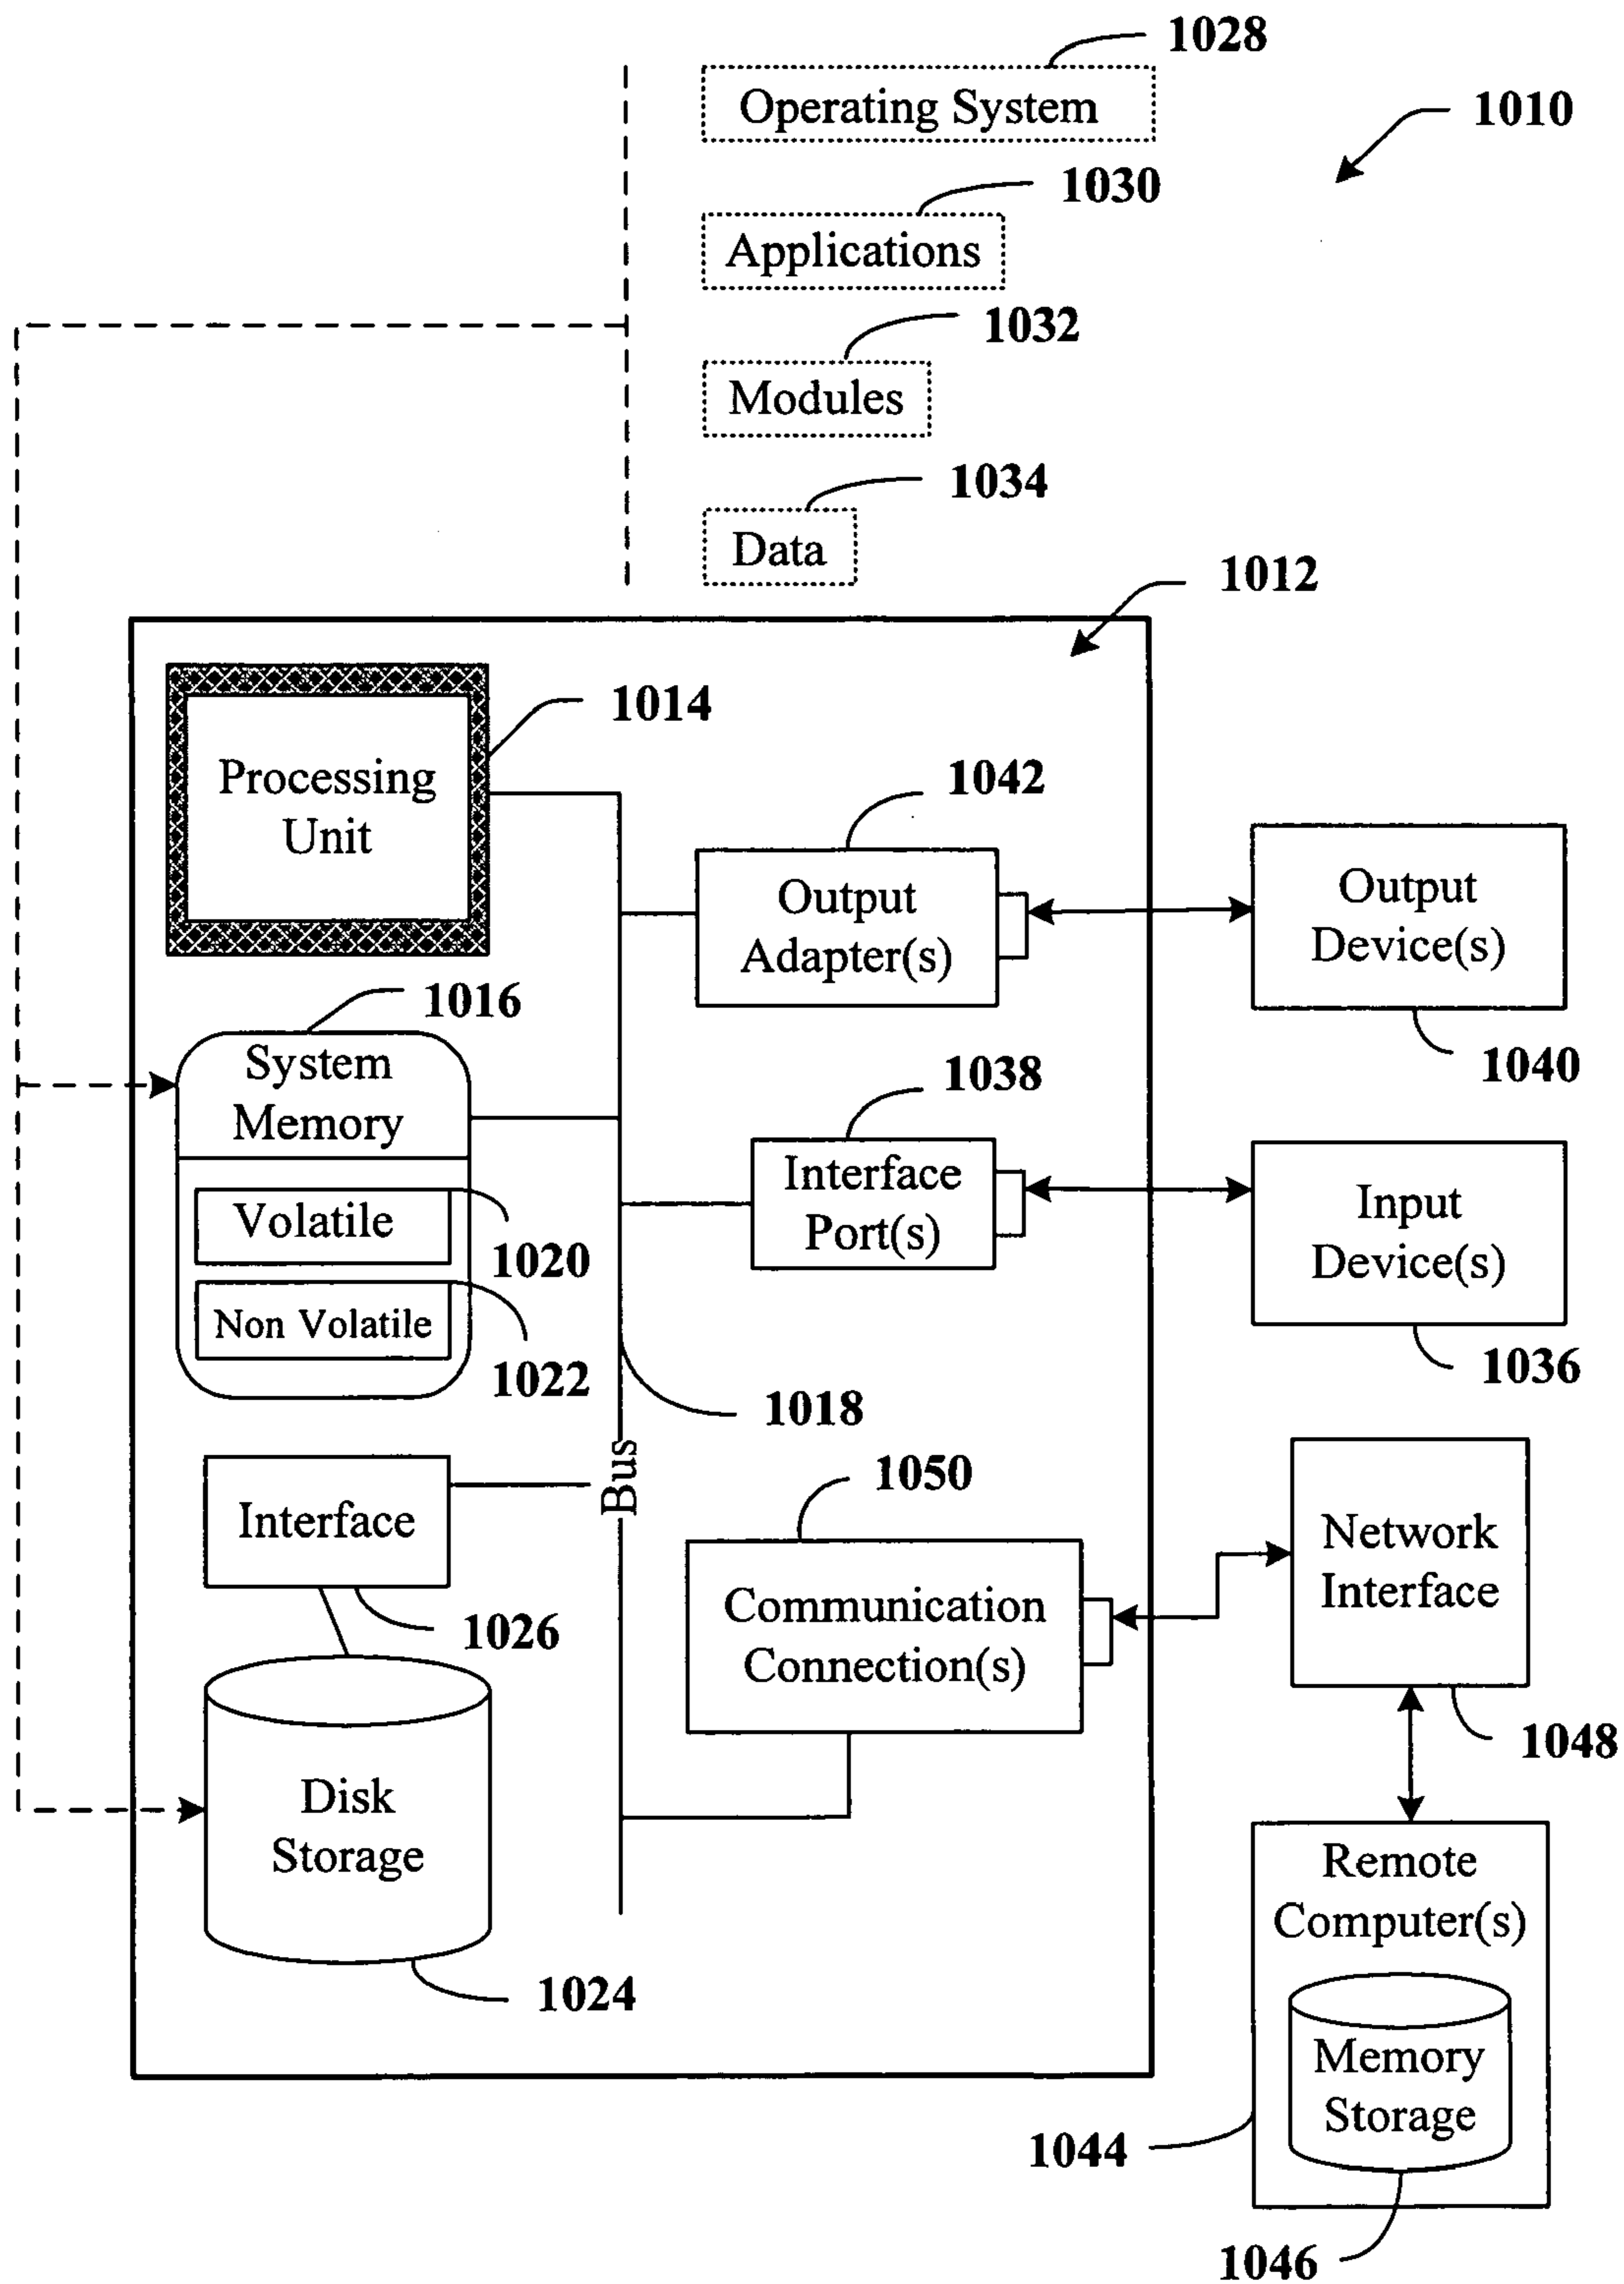 1028
Operating System
1010
1030
Applications
1032
Modules
1034
Data
1012
1014
Processing
Unit
1042
Output
Adapter(s)
Output
Device(s)
1040
1016
System
Memory
1038
Interface
Port(s)
Input
Device(s)
1036
Volatile
1020
Non Volatile
1022
1018
Bus
1050
Interface
1026
Communication
Connection(s)
Network
Interface
1048
Disk
Storage
1024
Remote
Computer(s)
Memory
Storage
1044
1046